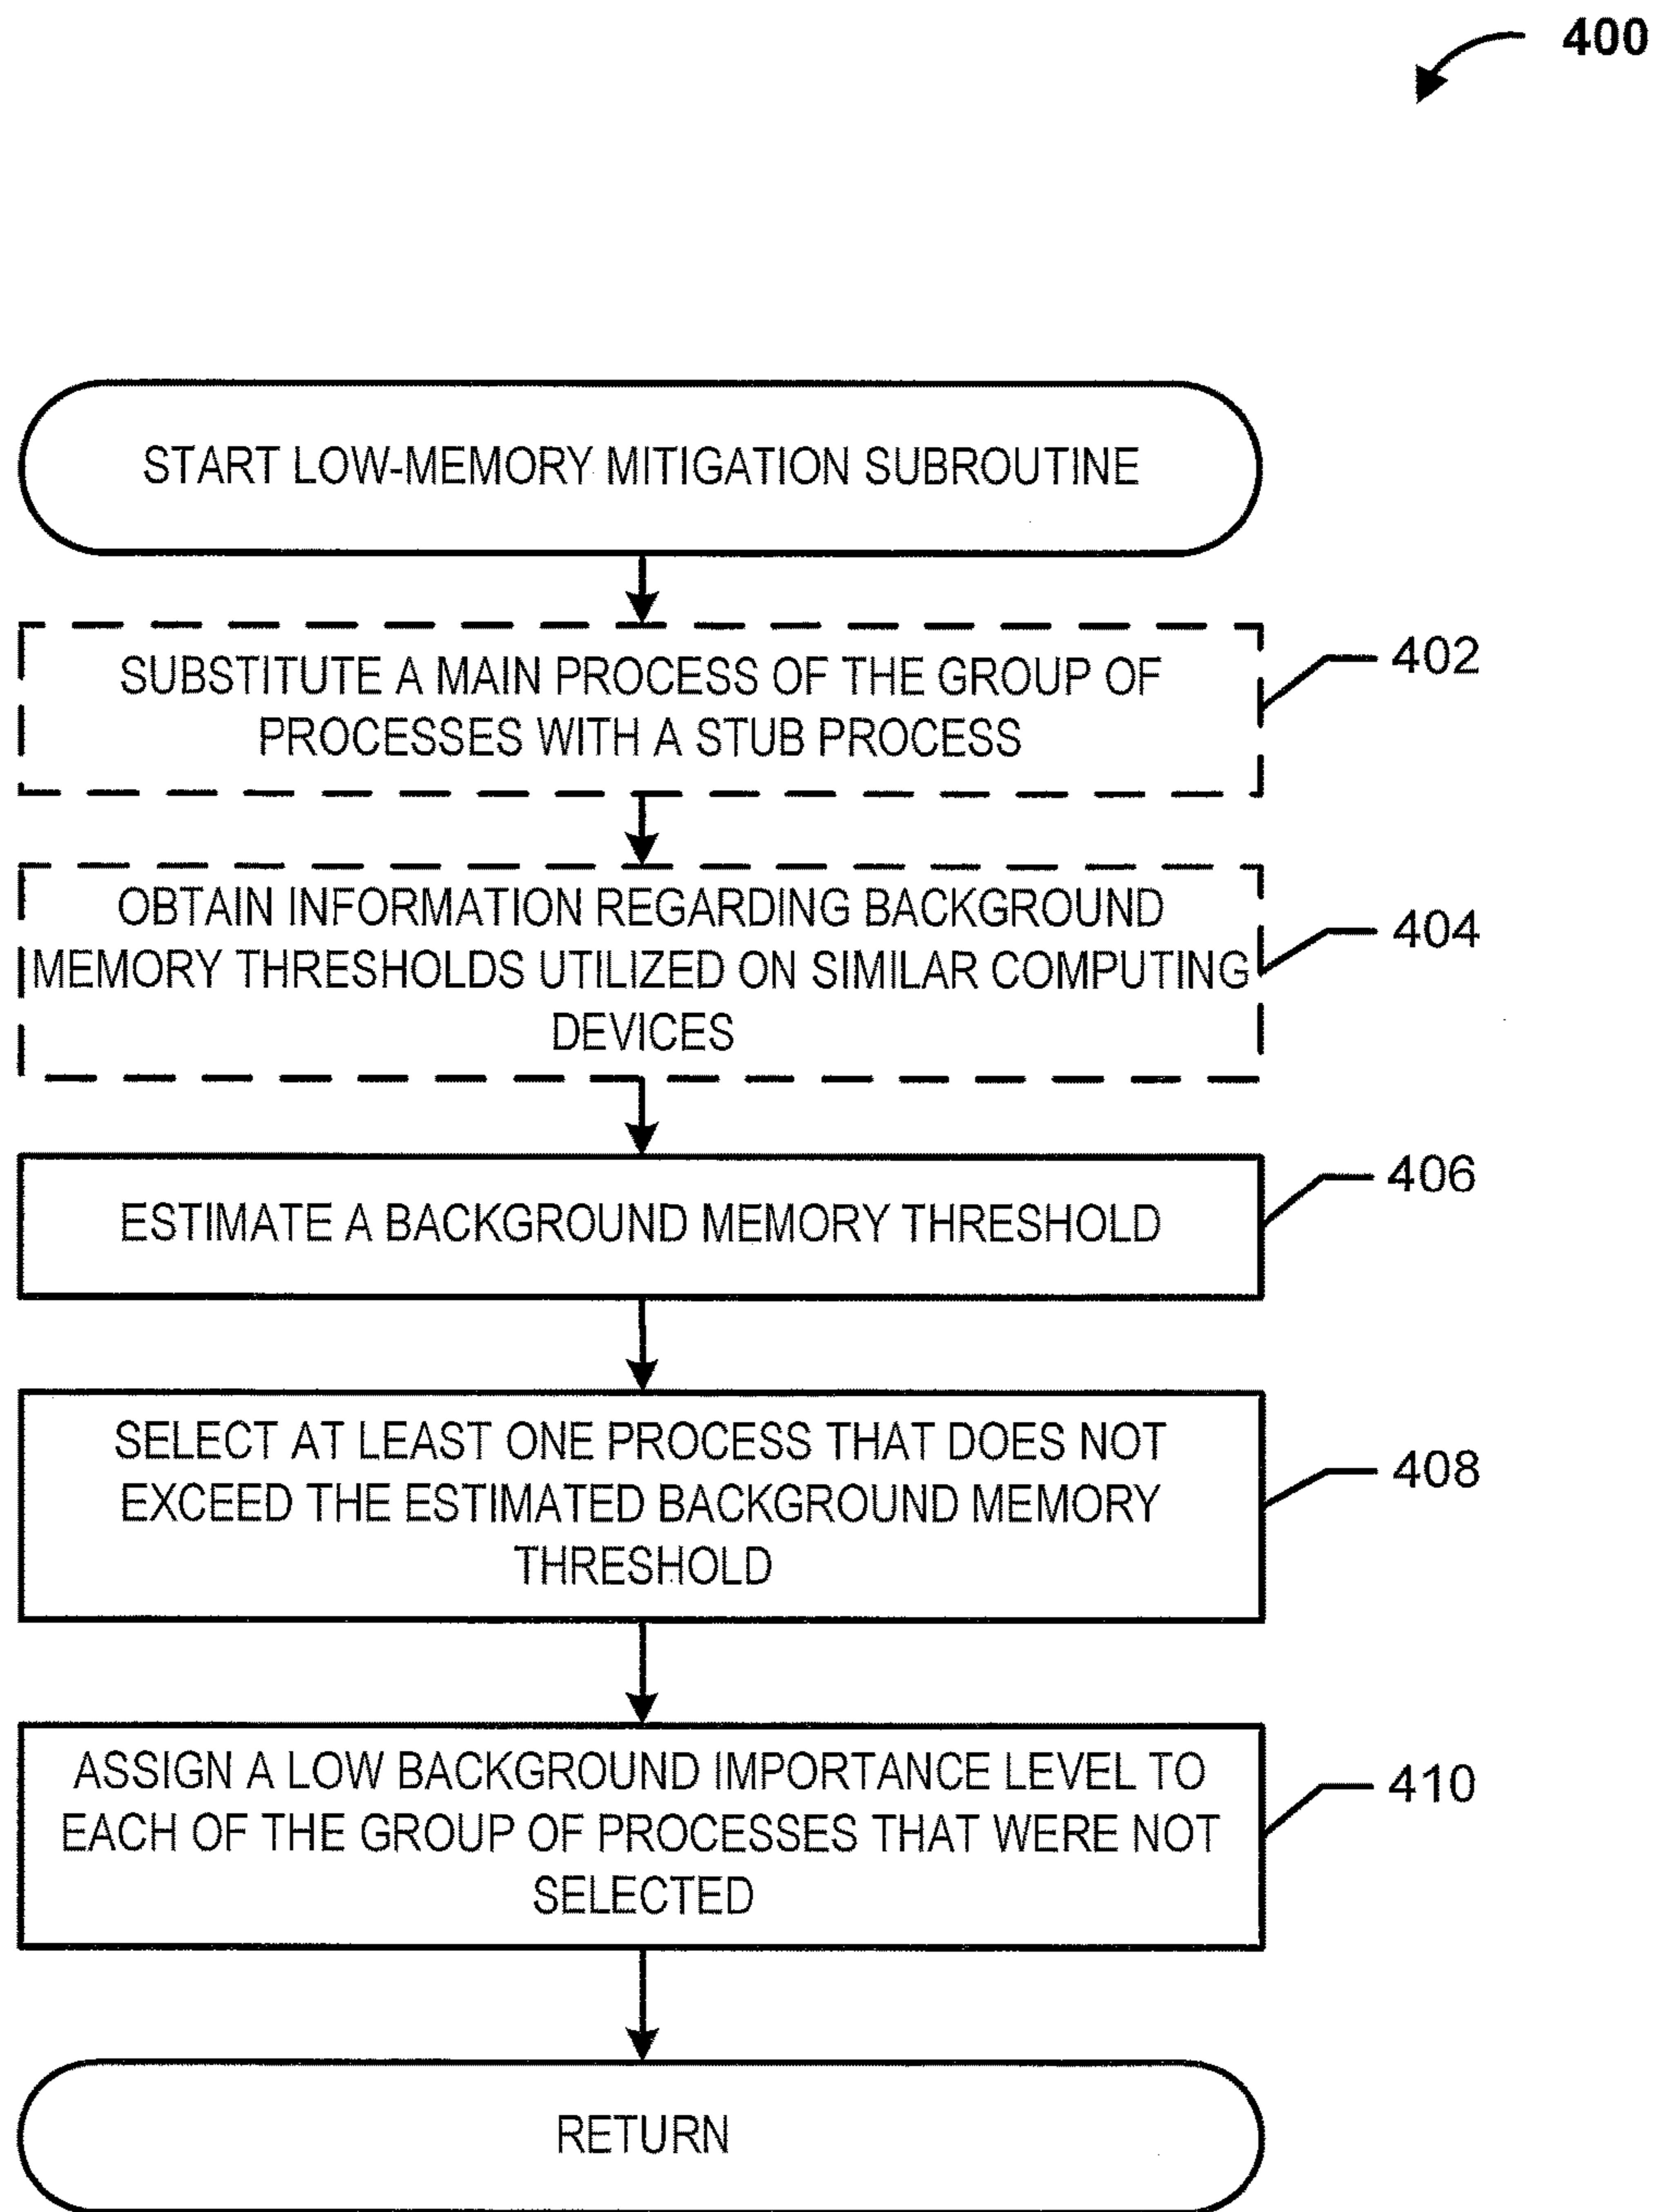 400
START LOW-MEMORY MITIGATION SUBROUTINE
SUBSTITUTE A MAIN PROCESS OF THE GROUP OF
PROCESSES WITH A STUB PROCESS
402
OBTAIN INFORMATION REGARDING BACKGROUND
MEMORY THRESHOLDS UTILIZED ON SIMILAR COMPUTING
DEVICES
404
ESTIMATE A BACKGROUND MEMORY THRESHOLD
406
SELECT AT LEAST ONE PROCESS THAT DOES NOT
EXCEED THE ESTIMATED BACKGROUND MEMORY
THRESHOLD
408
ASSIGN A LOW BACKGROUND IMPORTANCE LEVEL TO
EACH OF THE GROUP OF PROCESSES THAT WERE NOT
SELECTED
410
RETURN